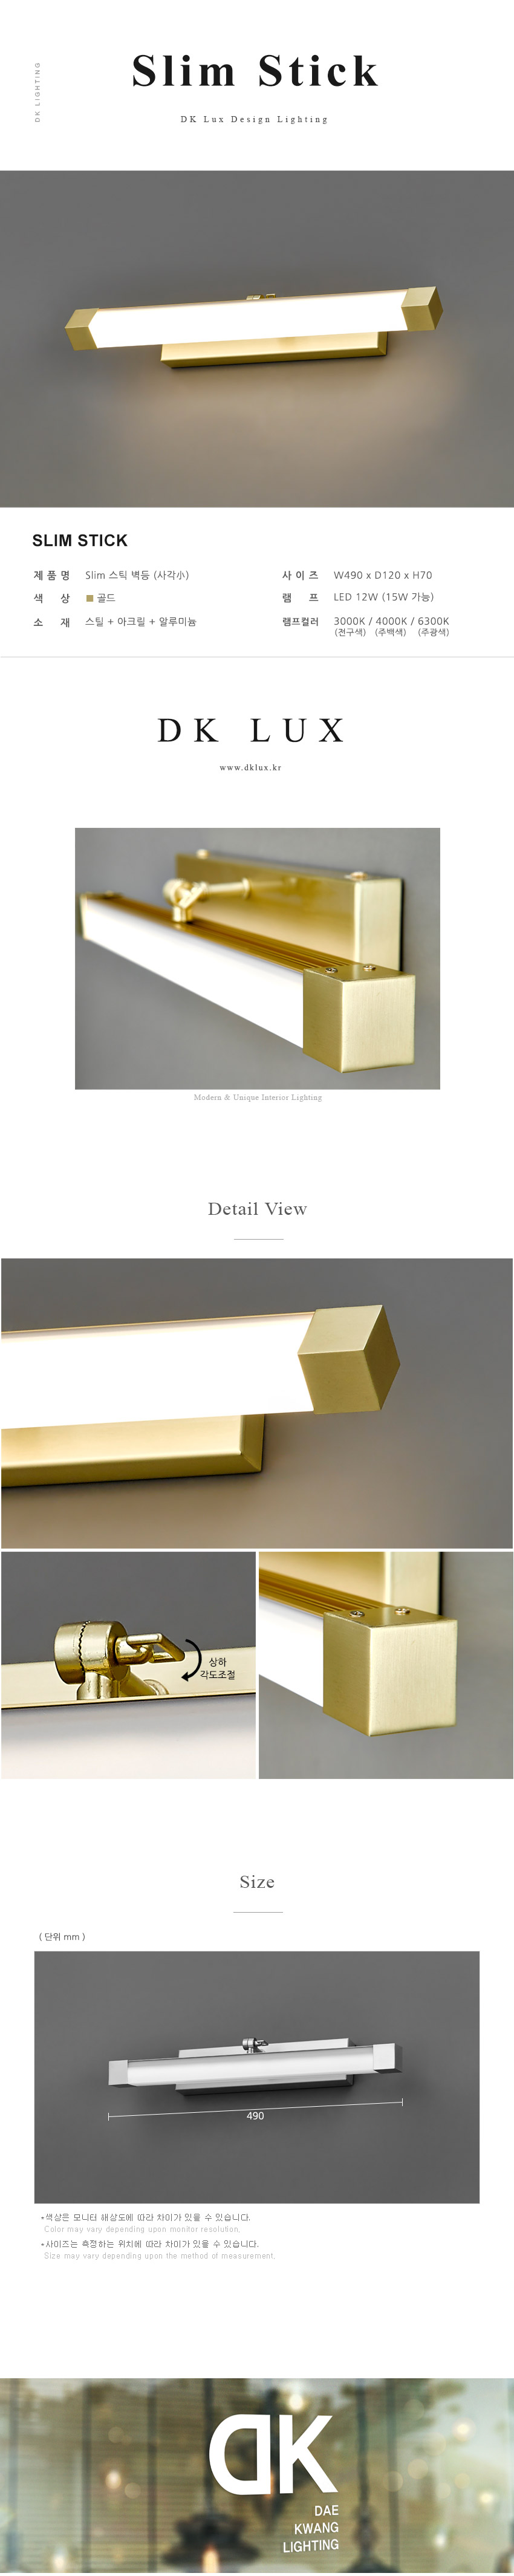 DK LIGHTING
Slim Stick
DK Lux Design Lighting
SLIM STICK
제 품 명 Slim 스틱 벽등 (사각小)
색 상 골드
소 재 스틸 + 아크릴 + 알루미늄
사 이 즈 W490 x D120 x H70
램 프 LED 12W (15W 가능)
램프컬러 3000K / 4000K / 6300K
(전구색) (주백색) (주광색)
DK LUX
www.dklux.kr
Modern & Unique Interior Lighting
Detail View
상하
각도조절
Size
( 단위 mm )
490
*색상은 모니터 해상도에 따라 차이가 있을 수 있습니다.
Color may vary depending upon monitor resolution.
*사이즈는 측정하는 위치에 따라 차이가 있을 수 있습니다.
Size may vary depending upon the method of measurement.
DK
DAE
KWANG
LIGHTING